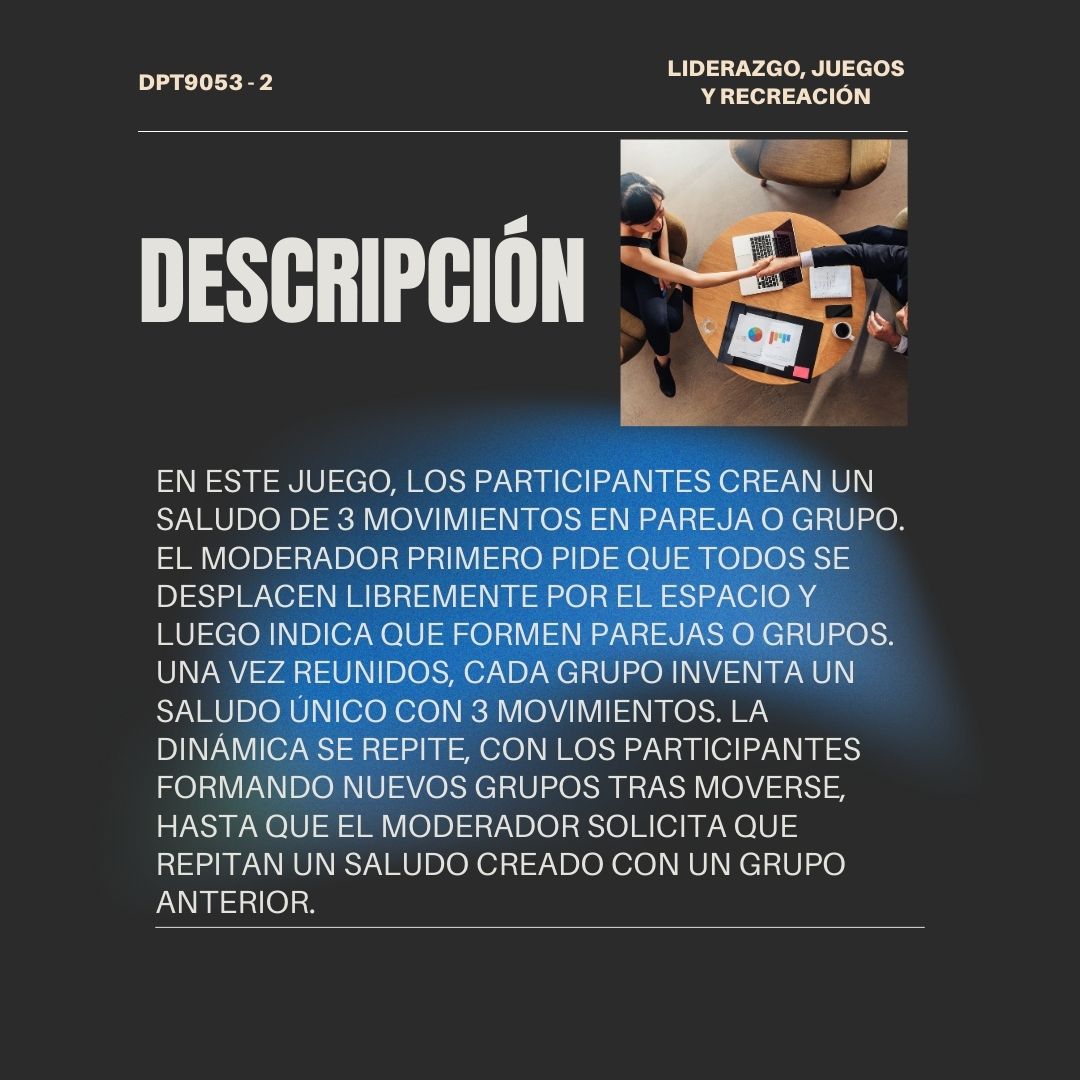 DPT9053 - 2
LIDERAZGO, JUEGOS
Y RECREACIÓN
DESCRIPCIÓN
EN ESTE JUEGO, LOS PARTICIPANTES CREAN UN
SALUDO DE 3 MOVIMIENTOS EN PAREJA O GRUPO.
EL MODERADOR PRIMERO PIDE QUE TODOS SE
DESPLACEN LIBREMENTE POR EL ESPACIO Y
LUEGO INDICA QUE FORMEN PAREJAS O GRUPOS.
UNA VEZ REUNIDOS, CADA GRUPO INVENTA UN
SALUDO ÚNICO CON 3 MOVIMIENTOS. LA
DINÁMICA SE REPITE, CON LOS PARTICIPANTES
FORMANDO NUEVOS GRUPOS TRAS MOVERSE,
HASTA QUE EL MODERADOR SOLICITA QUE
REPITAN UN SALUDO CREADO CON UN GRUPO
ANTERIOR.